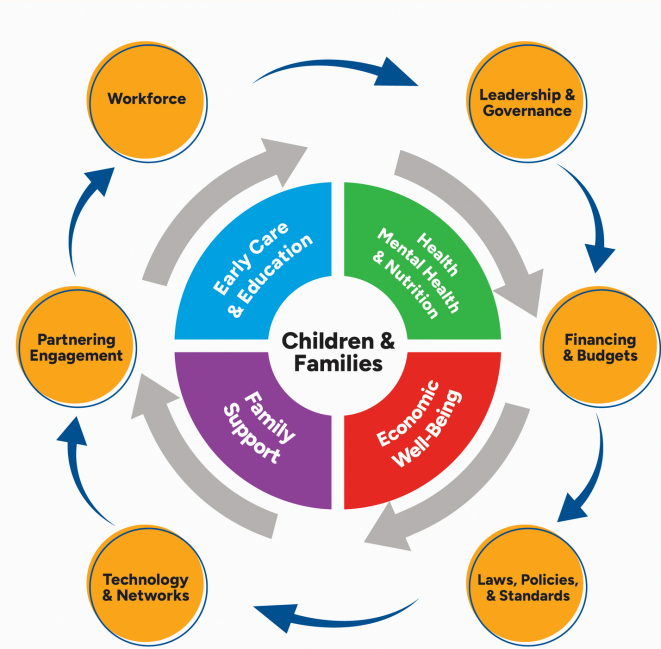 Workforce
Leadership &
Governance
Early Care
& Education
Health
Mental Health
& Nutrition
Children &
Families
Partnering
Engagement
Financing
& Budgets
Family
Support
Economic
Well-Being
Technology
& Networks
Laws, Policies,
& Standards